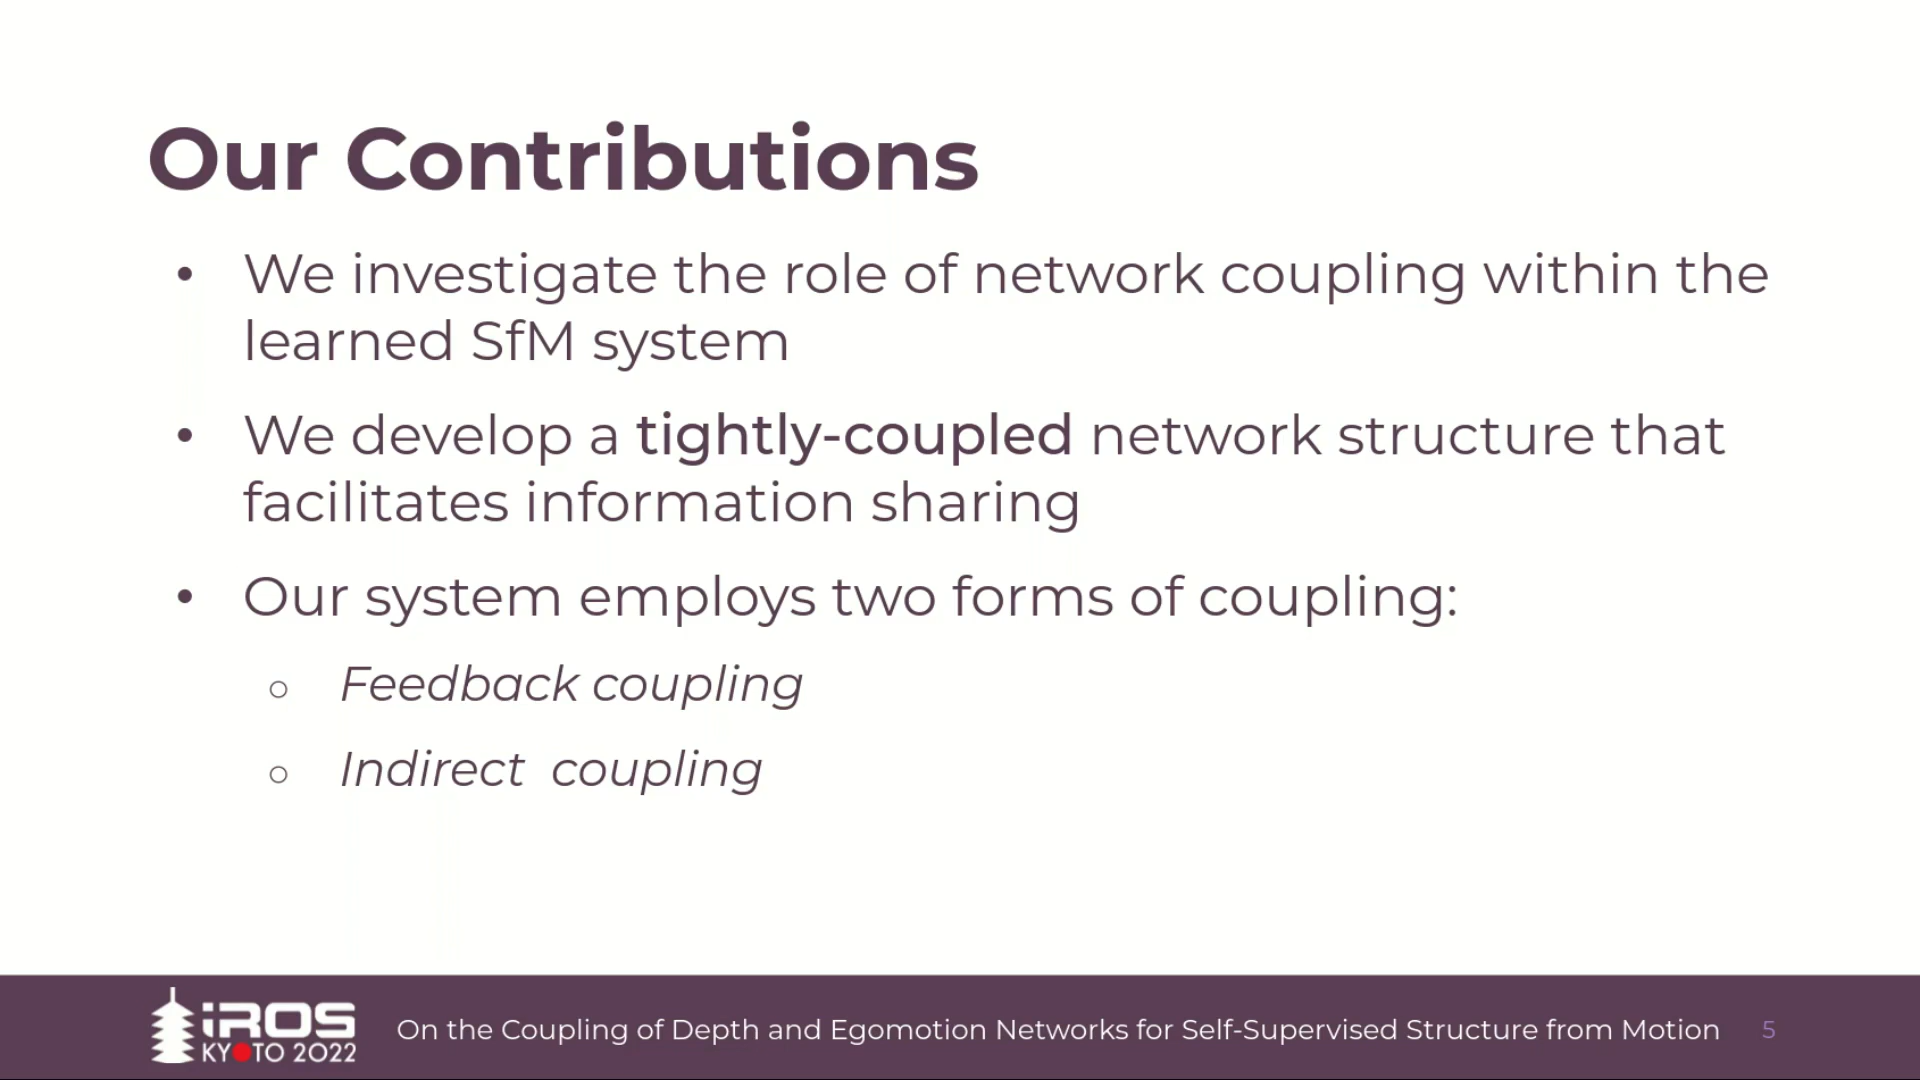 Our Contributions
• We investigate the role of network coupling within the
learned SfM system
• We develop a tightly-coupled network structure that
facilitates information sharing
• Our system employs two forms of coupling:
○ Feedback coupling
○ Indirect  coupling
iROS
KYOTO 2022
On the Coupling of Depth and Egomotion Networks for Self-Supervised Structure from Motion
5